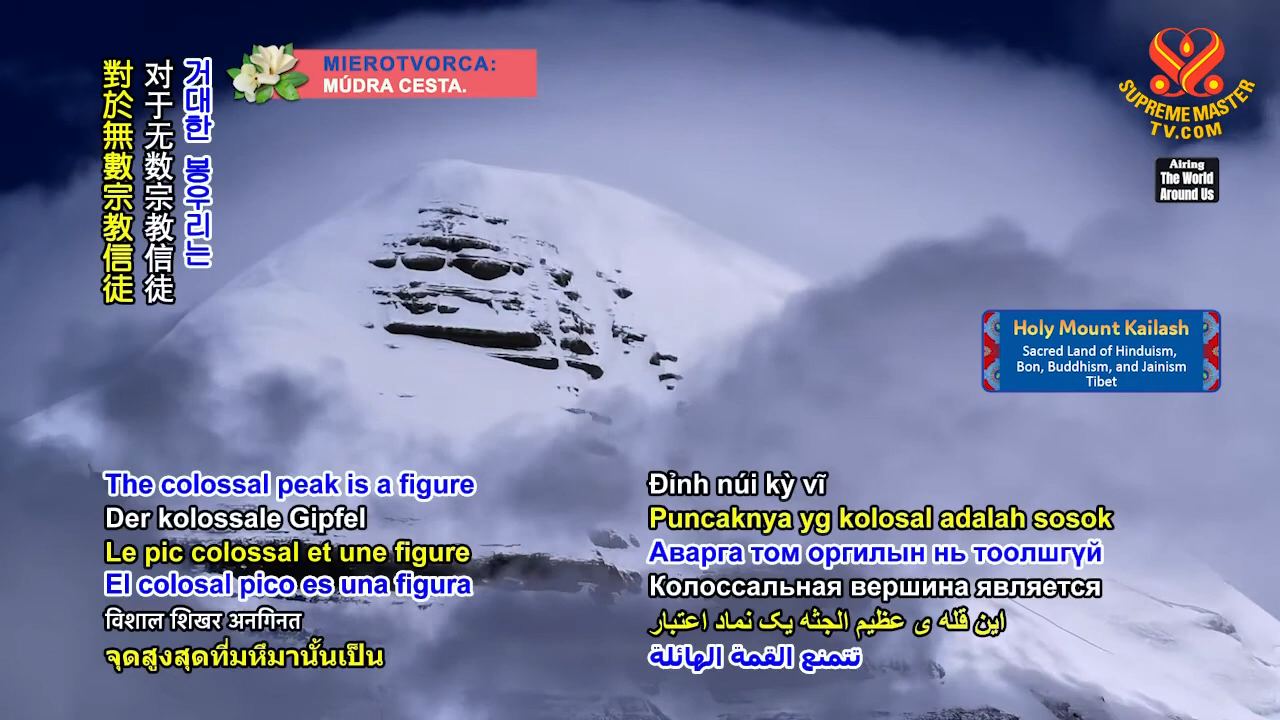 對於無數宗教信徒
对于无数宗教信徒
거대한 봉우리는
MIEROTVORCA:
MÚDRA CESTA.
SUPREME MASTER
TV.COM
Airing
The World
Around Us
Holy Mount Kailash
Sacred Land of Hinduism,
Bon, Buddhism, and Jainism
Tibet
The colossal peak is a figure
Der kolossale Gipfel
Le pic colossal et une figure
El colosal pico es una figura
विशाल शिखर अनगिनत
จุดสูงสุดที่มหึมานั้นเป็น
Đỉnh núi kỳ vĩ
Puncaknya yg kolosal adalah sosok
Аварга том оргилын нь тоолшгүй
Колоссальная вершина является
این قله ی عظیم الجثه یک نماد اعتبار
تتمنع القمة الهائلة